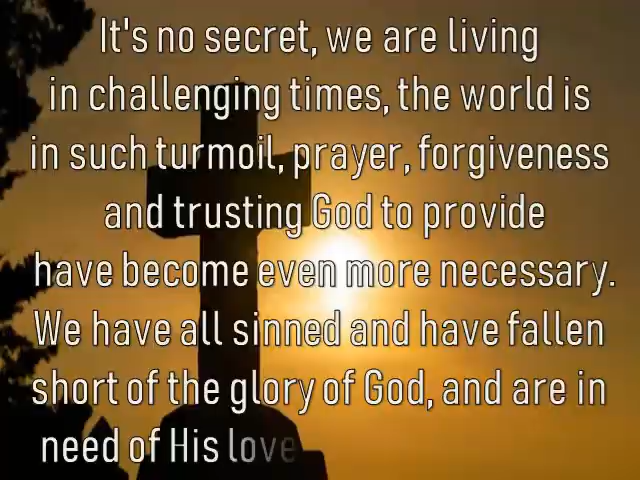 It's no secret, we are living
in challenging times, the world is
in such turmoil, prayer, forgiveness
and trusting God to provide
have become even more necessary.
We have all sinned and have fallen
short of the glory of God, and are in
need of His love